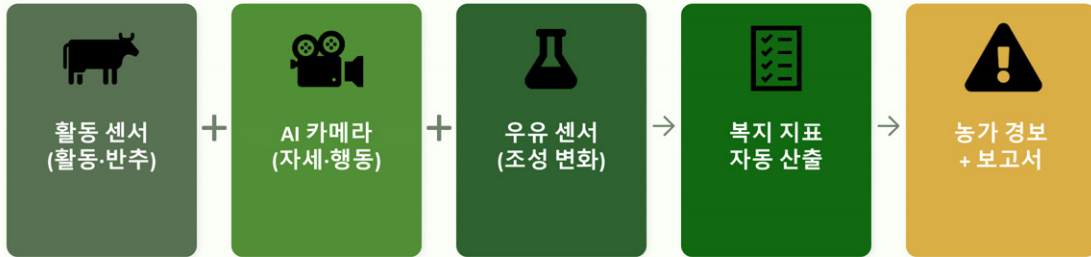 활동 센서
(활동·반추)
+
AI 카메라
(자세·행동)
+
우유 센서
(조성 변화)
→
복지 지표
자동 산출
→
농가 경보
+ 보고서